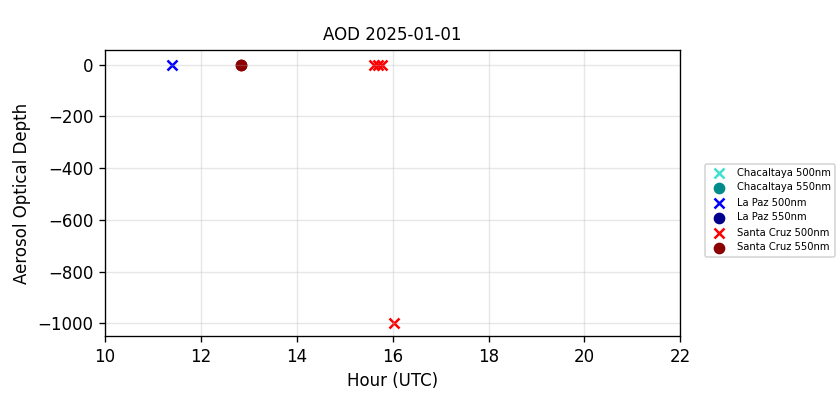 AOD 2025-01-01
Aerosol Optical Depth
0
−200
−400
−600
−800
−1000
10 12 14 16 18 20 22
Hour (UTC)
Chacaltaya 500nm
Chacaltaya 550nm
La Paz 500nm
La Paz 550nm
Santa Cruz 500nm
Santa Cruz 550nm